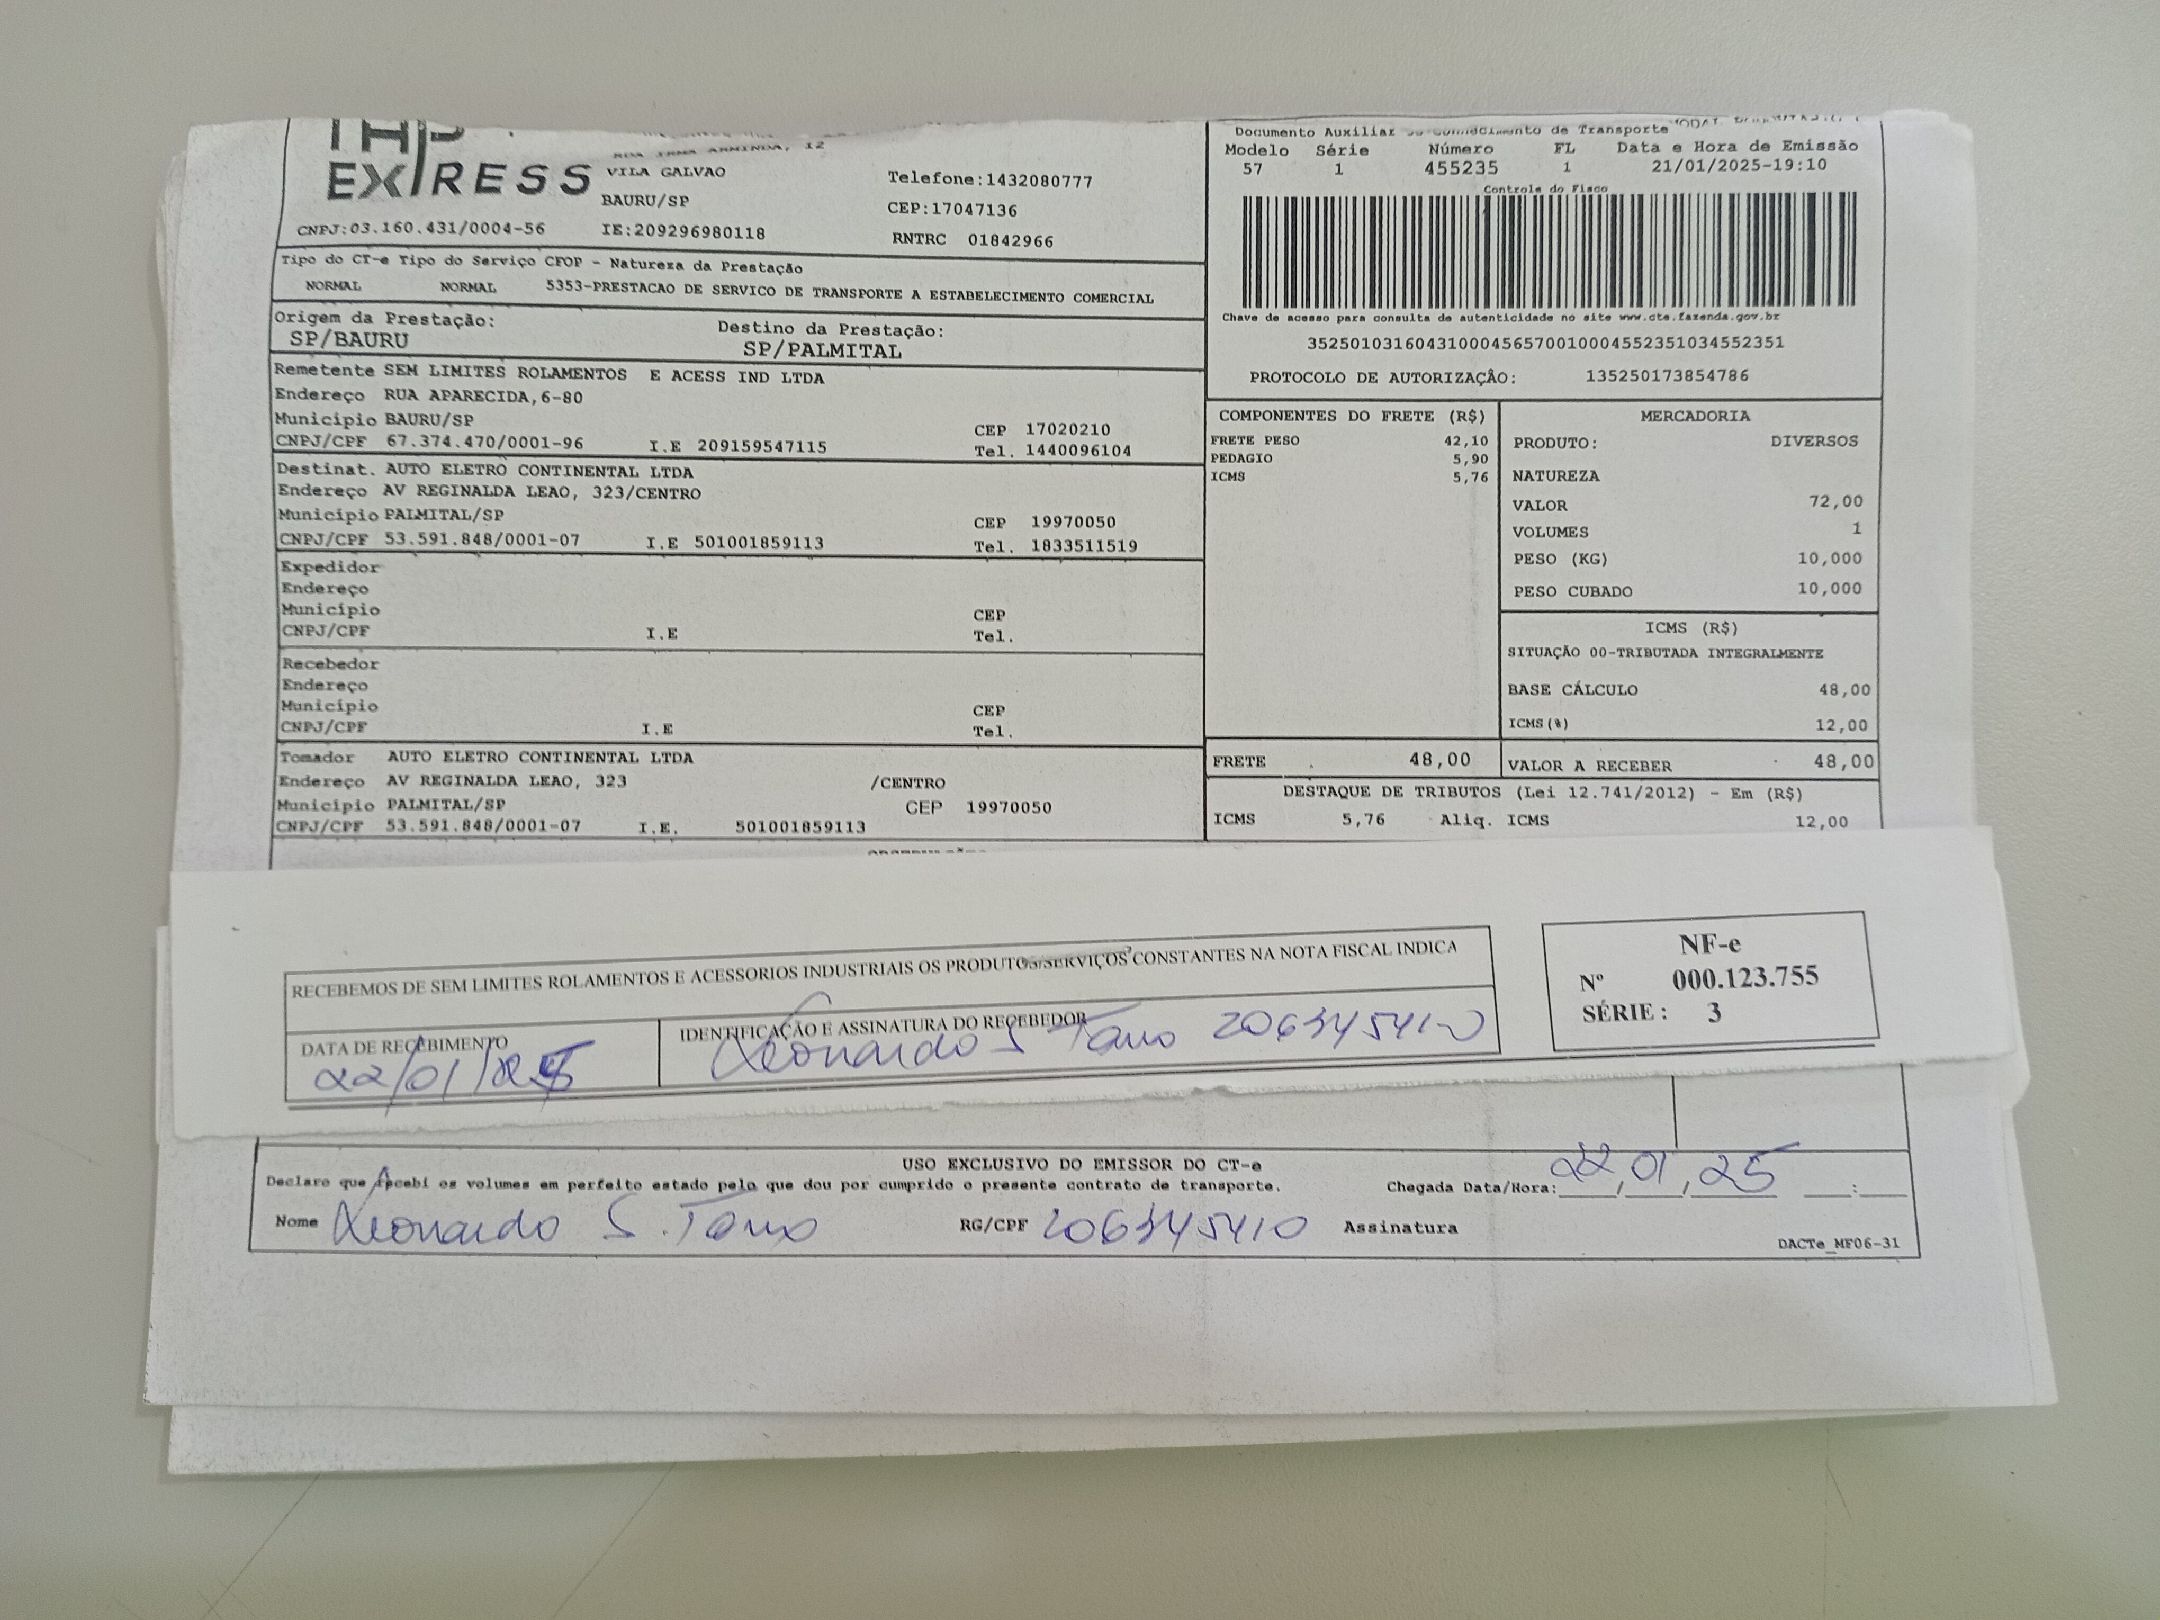 EXPRESS
CNPJ:03.160.431/0004-56
RUA IRMA ARMINDA, 12
VILA GALVAO
BAURU/SP
IE:209296980118
Telefone:1432080777
CEP:17047136
RNTRC 01842966
Documento Auxiliar do Conhecimento de Transporte
Modelo Série Número FL Data e Hora de Emissão
57 1 455235 1 21/01/2025-19:10
Controle do Fisco
Chave de acesso para consulta de autenticidade no site www.cte.fazenda.gov.br
35250103160431000456570010004552351034552351
PROTOCOLO DE AUTORIZAÇÃO: 135250173854786
Tipo do CT-e Tipo do Serviço CFOP - Natureza da Prestação
NORMAL NORMAL 5353-PRESTACAO DE SERVICO DE TRANSPORTE A ESTABELECIMENTO COMERCIAL
Origem da Prestação: Destino da Prestação:
SP/BAURU SP/PALMITAL
Remetente SEM LIMITES ROLAMENTOS E ACESS IND LTDA
Endereço RUA APARECIDA,6-80
Município BAURU/SP CEP 17020210
CNPJ/CPF 67.374.470/0001-96 I.E 209159547115 Tel. 1440096104
Destinat. AUTO ELETRO CONTINENTAL LTDA
Endereço AV REGINALDA LEAO, 323/CENTRO
Município PALMITAL/SP CEP 19970050
CNPJ/CPF 53.591.848/0001-07 I.E 501001859113 Tel. 1833511519
Expedidor
Endereço
Município CEP
CNPJ/CPF I.E Tel.
Recebedor
Endereço
Município CEP
CNPJ/CPF I.E Tel.
Tomador AUTO ELETRO CONTINENTAL LTDA
Endereço AV REGINALDA LEAO, 323 /CENTRO
Município PALMITAL/SP CEP 19970050
CNPJ/CPF 53.591.848/0001-07 I.E. 501001859113
COMPONENTES DO FRETE (R$)
FRETE PESO 42,10
PEDAGIO 5,90
ICMS 5,76
MERCADORIA
PRODUTO: DIVERSOS
NATUREZA
VALOR 72,00
VOLUMES 1
PESO (KG) 10,000
PESO CUBADO 10,000
ICMS (R$)
SITUAÇÃO 00-TRIBUTADA INTEGRALMENTE
BASE CÁLCULO 48,00
ICMS(%) 12,00
FRETE 48,00 VALOR A RECEBER 48,00
DESTAQUE DE TRIBUTOS (Lei 12.741/2012) - Em (R$)
ICMS 5,76 Aliq. ICMS 12,00
RECEBEMOS DE SEM LIMITES ROLAMENTOS E ACESSORIOS INDUSTRIAIS OS PRODUTOS/SERVIÇOS CONSTANTES NA NOTA FISCAL INDICA
DATA DE RECEBIMENTO IDENTIFICAÇÃO E ASSINATURA DO RECEBEDOR
22/01/25 Leonardo S 206345410
NF-e
Nº 000.123.755
SÉRIE : 3
USO EXCLUSIVO DO EMISSOR DO CT-e
Declaro que recebi os volumes em perfeito estado pelo que dou por cumprido o presente contrato de transporte. Chegada Data/Hora: 22/01/25 :
Nome Leonardo S. RG/CPF 206345410 Assinatura
DACTe_MF06-31